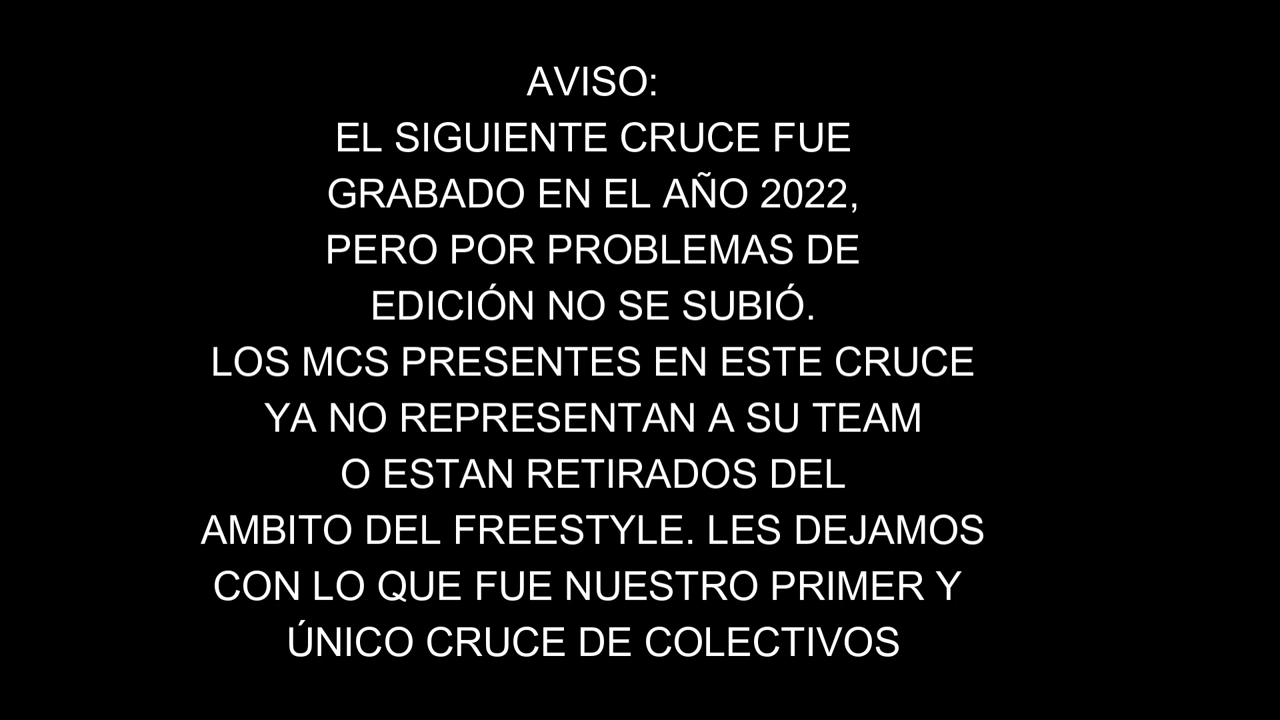 AVISO:
EL SIGUIENTE CRUCE FUE
GRABADO EN EL AÑO 2022,
PERO POR PROBLEMAS DE
EDICIÓN NO SE SUBIÓ.
LOS MCS PRESENTES EN ESTE CRUCE
YA NO REPRESENTAN A SU TEAM
O ESTAN RETIRADOS DEL
AMBITO DEL FREESTYLE. LES DEJAMOS
CON LO QUE FUE NUESTRO PRIMER Y
ÚNICO CRUCE DE COLECTIVOS